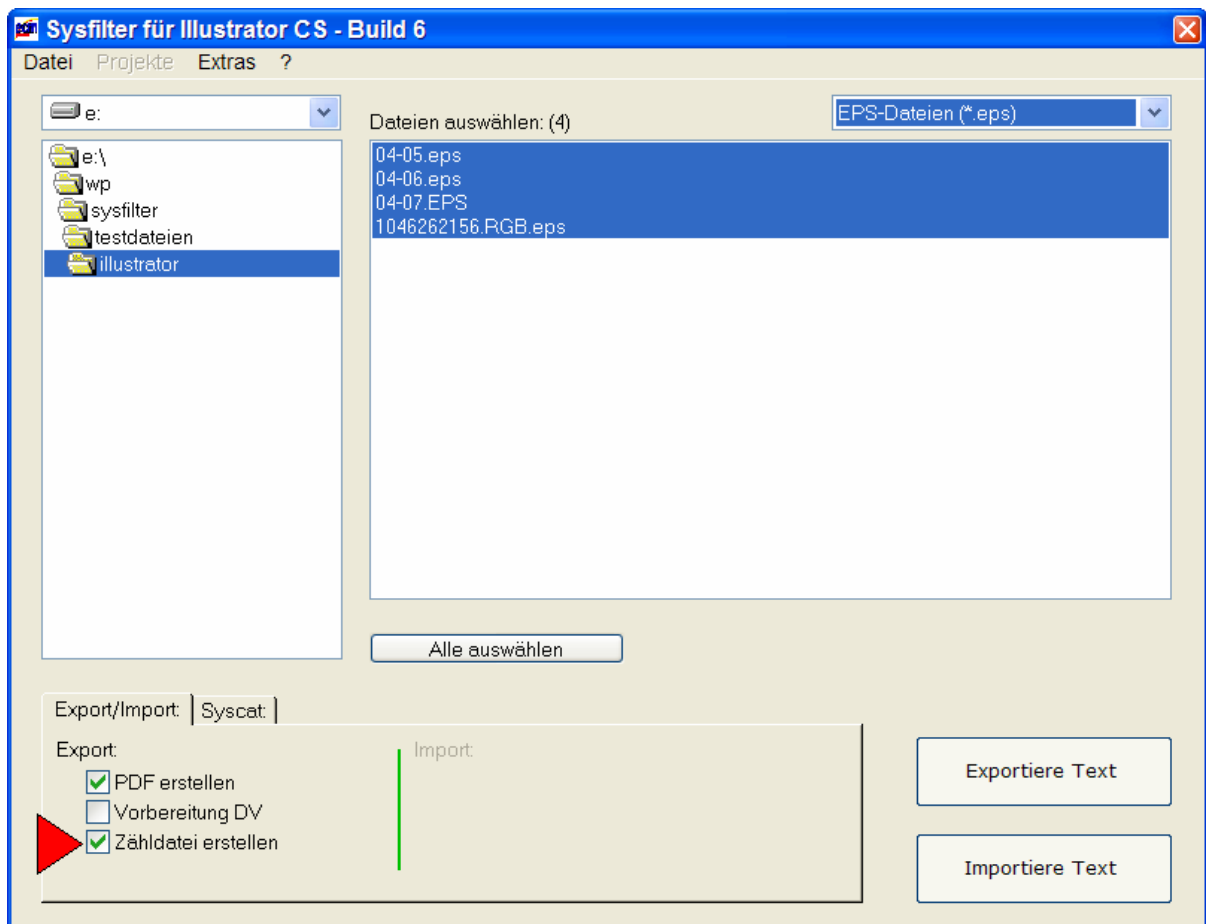 Sysfilter für Illustrator CS - Build 6
Datei Projekte Extras ?
e:
Dateien auswählen: (4)
EPS-Dateien (*.eps)
e:\
wp
sysfilter
testdateien
illustrator
04-05.eps
04-06.eps
04-07.EPS
1046262156.RGB.eps
Alle auswählen
Export/Import: Syscat:
Export:
PDF erstellen
Vorbereitung DV
Zähldatei erstellen
Import:
Exportiere Text
Importiere Text